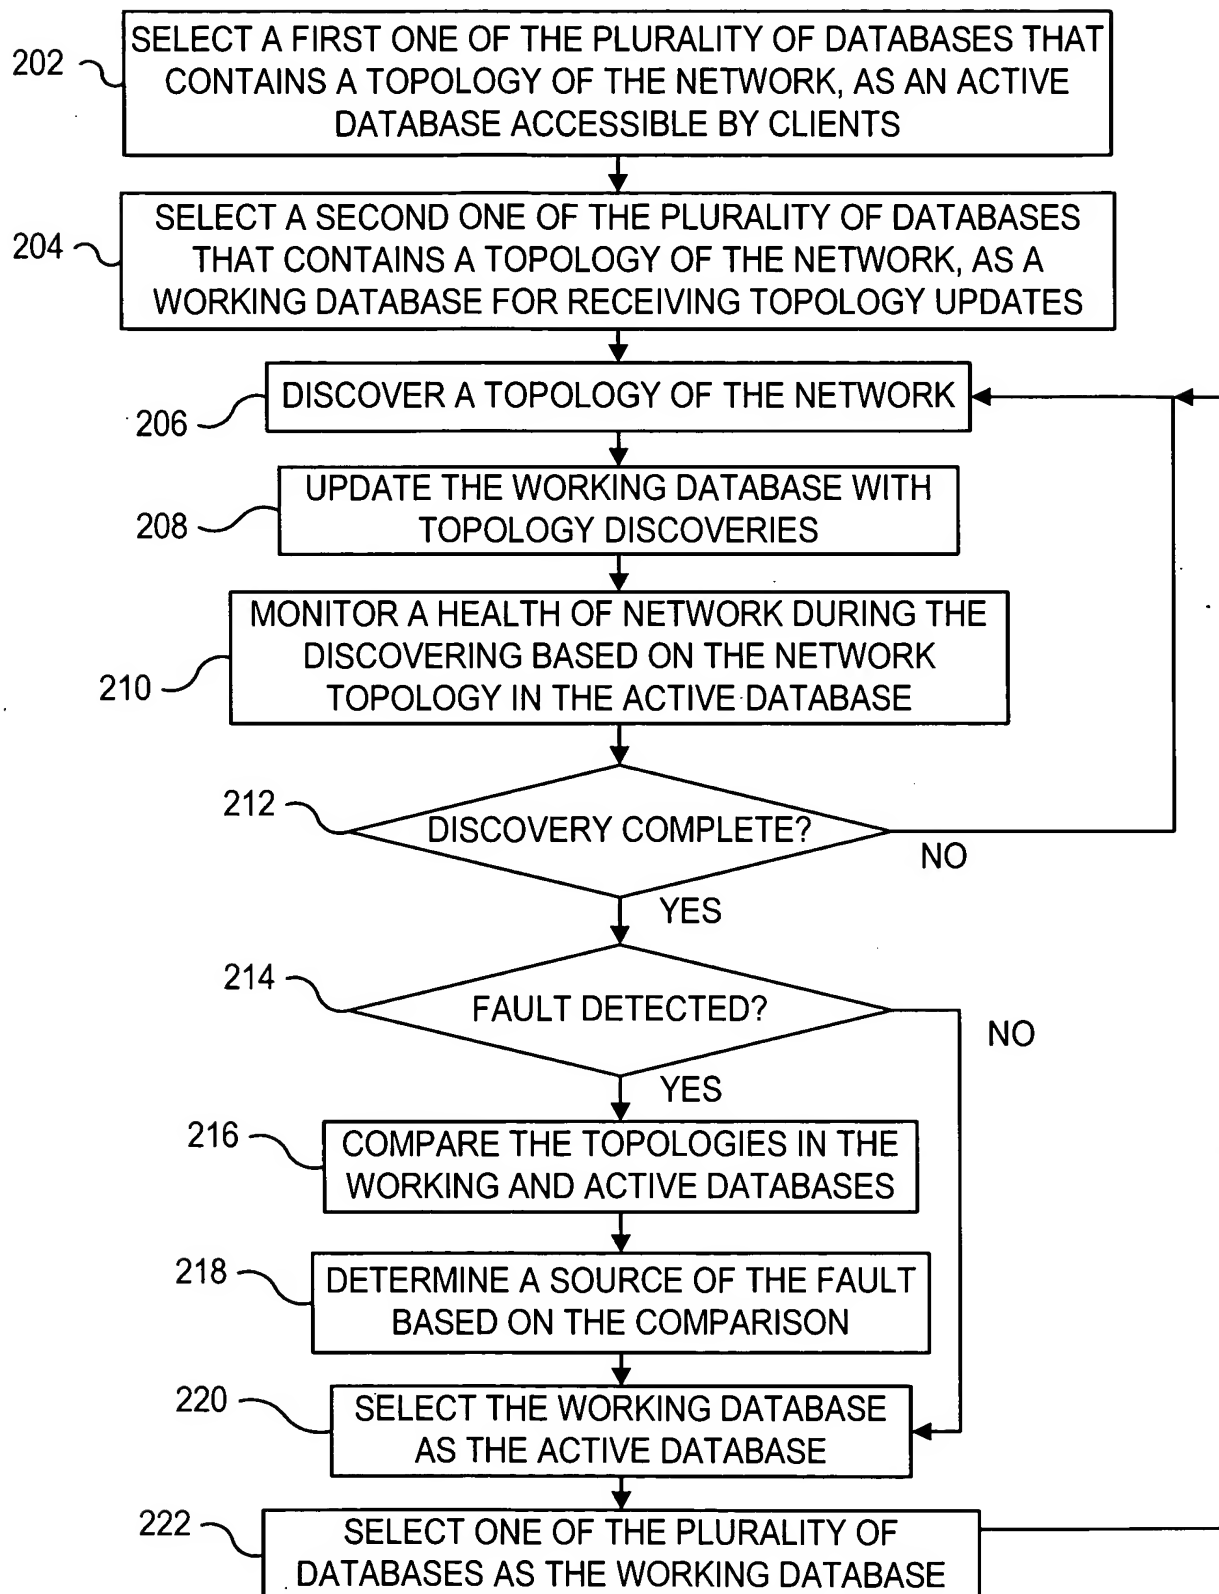 202
SELECT A FIRST ONE OF THE PLURALITY OF DATABASES THAT
CONTAINS A TOPOLOGY OF THE NETWORK, AS AN ACTIVE
DATABASE ACCESSIBLE BY CLIENTS
204
SELECT A SECOND ONE OF THE PLURALITY OF DATABASES
THAT CONTAINS A TOPOLOGY OF THE NETWORK, AS A
WORKING DATABASE FOR RECEIVING TOPOLOGY UPDATES
206
DISCOVER A TOPOLOGY OF THE NETWORK
208
UPDATE THE WORKING DATABASE WITH
TOPOLOGY DISCOVERIES
210
MONITOR A HEALTH OF NETWORK DURING THE
DISCOVERING BASED ON THE NETWORK
TOPOLOGY IN THE ACTIVE DATABASE
212
DISCOVERY COMPLETE?
NO
YES
214
FAULT DETECTED?
NO
YES
216
COMPARE THE TOPOLOGIES IN THE
WORKING AND ACTIVE DATABASES
218
DETERMINE A SOURCE OF THE FAULT
BASED ON THE COMPARISON
220
SELECT THE WORKING DATABASE
AS THE ACTIVE DATABASE
222
SELECT ONE OF THE PLURALITY OF
DATABASES AS THE WORKING DATABASE